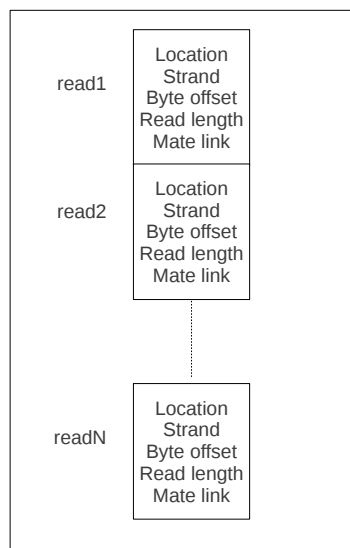 Location
Strand
read1
Byte offset
Read length
Mate link
Location
Strand
read2
Byte offset
Read length
Mate link
Location
Strand
readN
Byte offset
Read length
Mate link